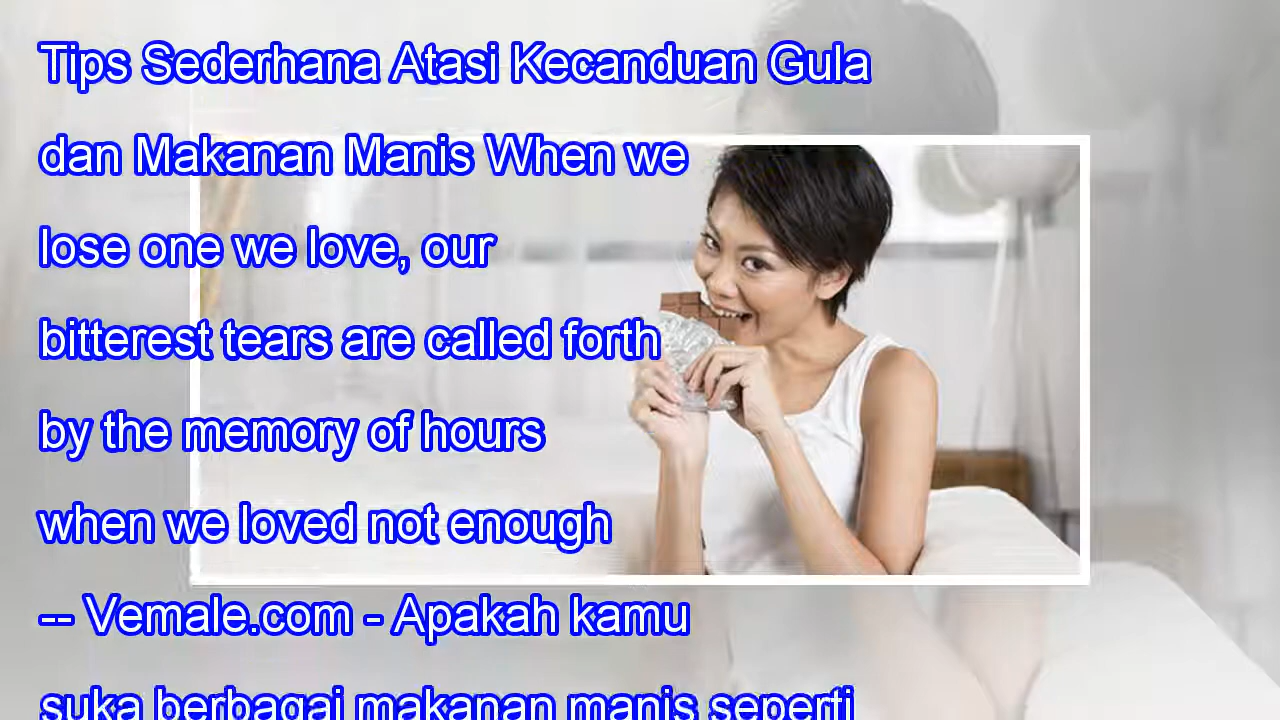 Tips Sederhana Atasi Kecanduan Gula
dan Makanan Manis When we
lose one we love, our
bitterest tears are called forth
by the memory of hours
when we loved not enough
-- Vemale.com - Apakah kamu
suka berbagai makanan manis seperti